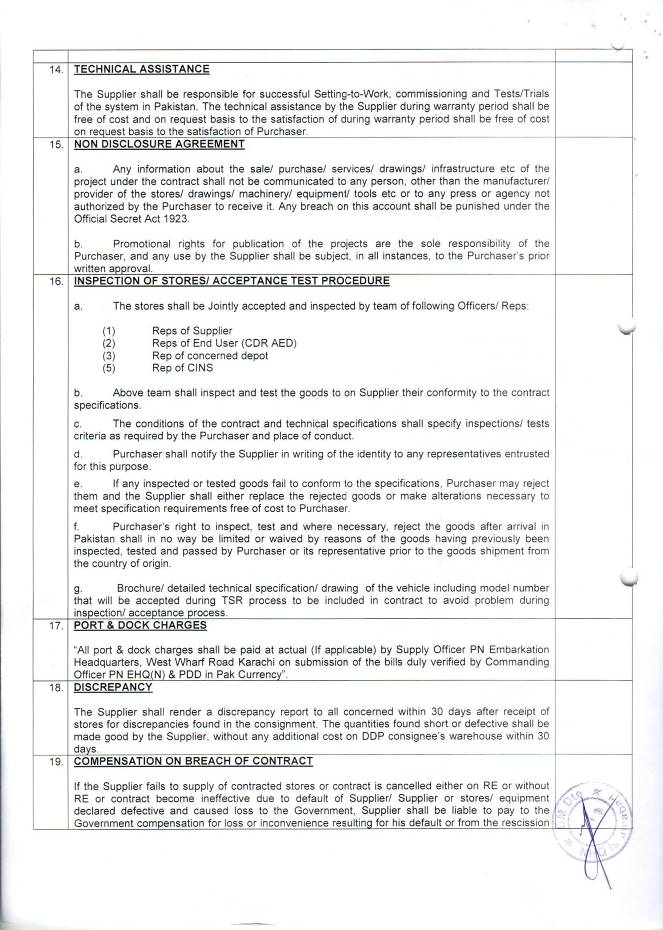 14. TECHNICAL ASSISTANCE
The Supplier shall be responsible for successful Setting-to-Work, commissioning and Tests/Trials
of the system in Pakistan. The technical assistance by the Supplier during warranty period shall be
free of cost and on request basis to the satisfaction of during warranty period shall be free of cost
on request basis to the satisfaction of Purchaser.
15. NON DISCLOSURE AGREEMENT
a. Any information about the sale/ purchase/ services/ drawings/ infrastructure etc of the
project under the contract shall not be communicated to any person, other than the manufacturer/
provider of the stores/ drawings/ machinery/ equipment/ tools etc or to any press or agency not
authorized by the Purchaser to receive it. Any breach on this account shall be punished under the
Official Secret Act 1923.
b. Promotional rights for publication of the projects are the sole responsibility of the
Purchaser, and any use by the Supplier shall be subject, in all instances, to the Purchaser's prior
written approval.
16. INSPECTION OF STORES/ ACCEPTANCE TEST PROCEDURE
a. The stores shall be Jointly accepted and inspected by team of following Officers/ Reps:
(1) Reps of Supplier
(2) Reps of End User (CDR AED)
(3) Rep of concerned depot
(5) Rep of CINS
b. Above team shall inspect and test the goods to on Supplier their conformity to the contract
specifications.
c. The conditions of the contract and technical specifications shall specify inspections/ tests
criteria as required by the Purchaser and place of conduct.
d. Purchaser shall notify the Supplier in writing of the identity to any representatives entrusted
for this purpose.
e. If any inspected or tested goods fail to conform to the specifications, Purchaser may reject
them and the Supplier shall either replace the rejected goods or make alterations necessary to
meet specification requirements free of cost to Purchaser.
f. Purchaser's right to inspect, test and where necessary, reject the goods after arrival in
Pakistan shall in no way be limited or waived by reasons of the goods having previously been
inspected, tested and passed by Purchaser or its representative prior to the goods shipment from
the country of origin.
g. Brochure/ detailed technical specification/ drawing of the vehicle including model number
that will be accepted during TSR process to be included in contract to avoid problem during
inspection/ acceptance process.
17. PORT & DOCK CHARGES
"All port & dock charges shall be paid at actual (If applicable) by Supply Officer PN Embarkation
Headquarters, West Wharf Road Karachi on submission of the bills duly verified by Commanding
Officer PN EHQ(N) & PDD in Pak Currency".
18. DISCREPANCY
The Supplier shall render a discrepancy report to all concerned within 30 days after receipt of
stores for discrepancies found in the consignment. The quantities found short or defective shall be
made good by the Supplier, without any additional cost on DDP consignee's warehouse within 30
days.
19. COMPENSATION ON BREACH OF CONTRACT
If the Supplier fails to supply of contracted stores or contract is cancelled either on RE or without
RE or contract become ineffective due to default of Supplier/ Supplier or stores/ equipment
declared defective and caused loss to the Government, Supplier shall be liable to pay to the
Government compensation for loss or inconvenience resulting for his default or from the rescission